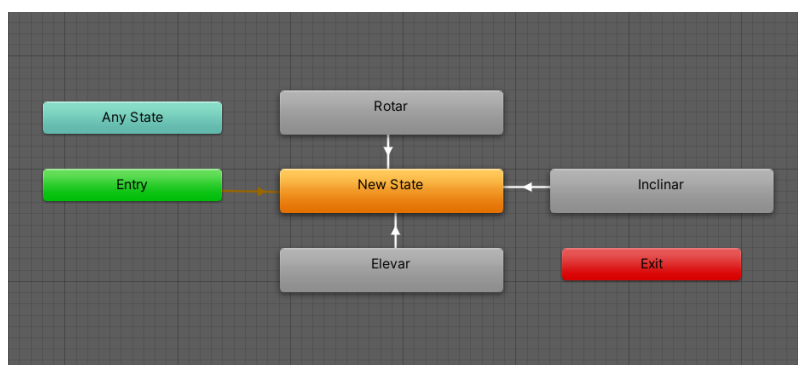 Rotar
Any State
Entry
New State
Inclinar
Elevar
Exit